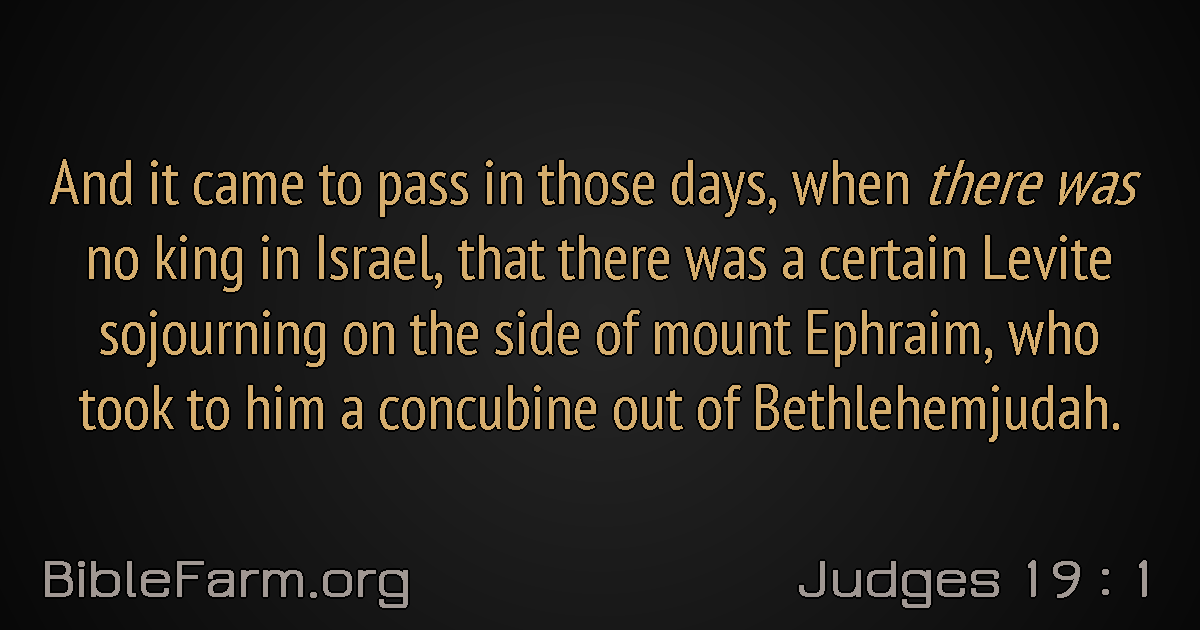 And it came to pass in those days, when there was
no king in Israel, that there was a certain Levite
sojourning on the side of mount Ephraim, who
took to him a concubine out of Bethlehemjudah.
BibleFarm.org
Judges 19 : 1